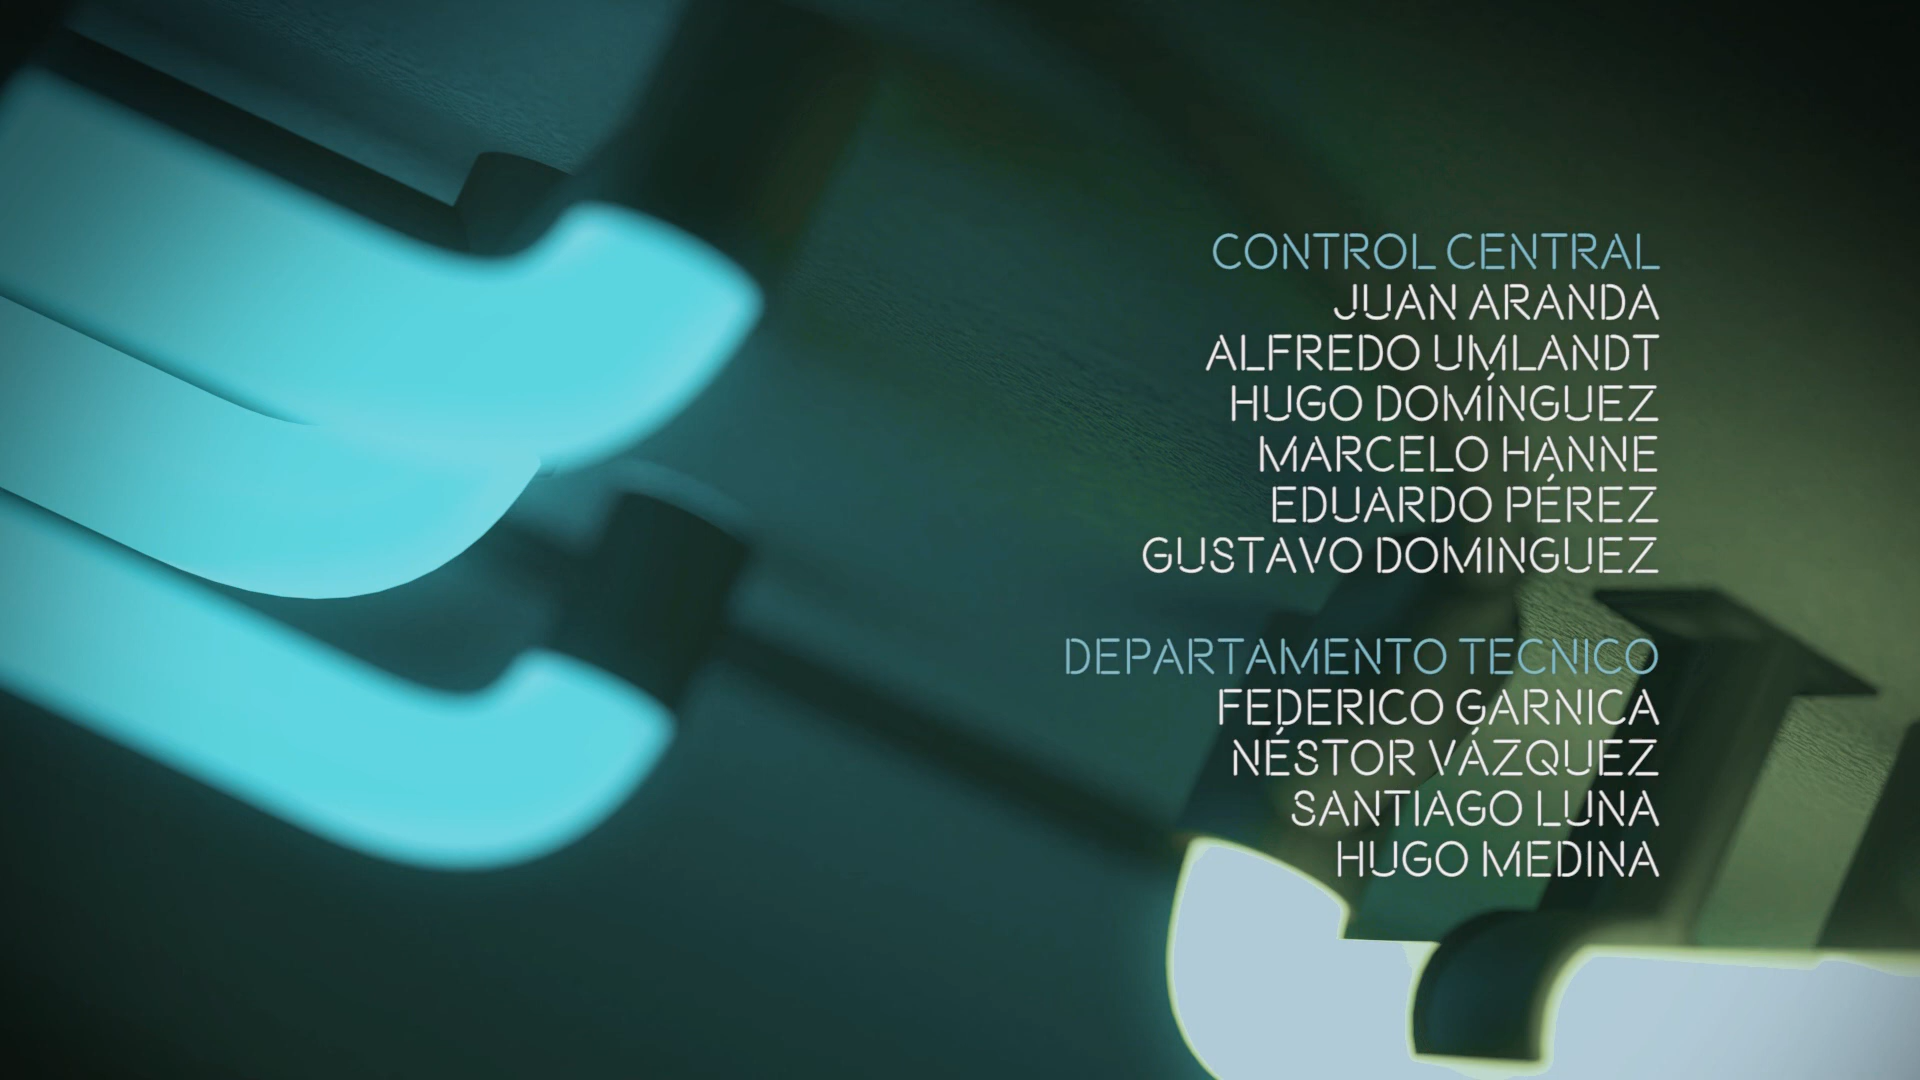 CONTROL CENTRAL
JUAN ARANDA
ALFREDO UMLANDT
HUGO DOMÍNGUEZ
MARCELO HANNE
EDUARDO PÉREZ
GUSTAVO DOMINGUEZ
DEPARTAMENTO TECNICO
FEDERICO GARNICA
NÉSTOR VÁZQUEZ
SANTIAGO LUNA
HUGO MEDINA